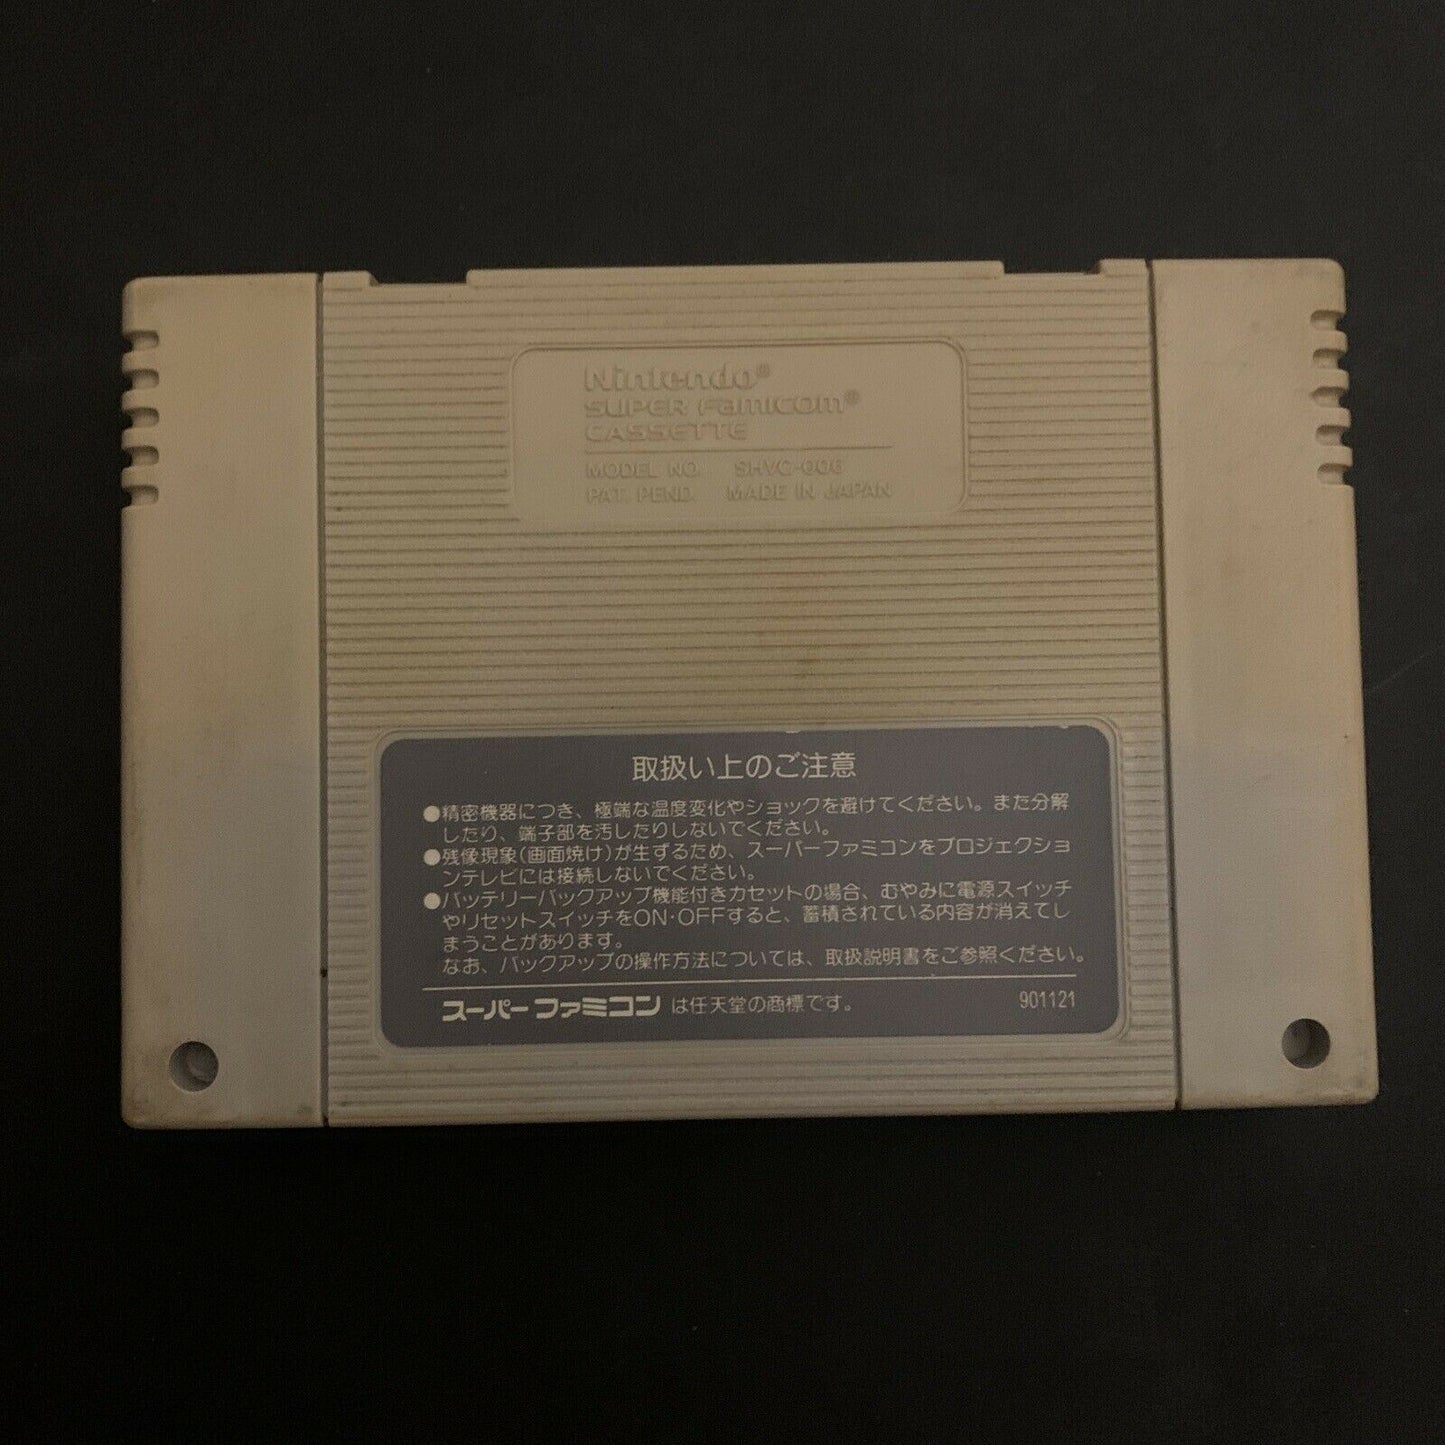 Nintendo®
SUPER FAMICOM®
CASSETTE
MODEL NO. SHVC-006
PAT. PEND. MADE IN JAPAN
取扱い上のご注意
●精密機器につき、極端な温度変化やショックを避けてください。また分解
したり、端子部を汚したりしないでください。
●残像現象(画面焼け)が生ずるため、スーパーファミコンをプロジェクショ
ンテレビには接続しないでください。
●バッテリーバックアップ機能付きカセットの場合、むやみに電源スイッチ
やリセットスイッチをON・OFFすると、蓄積されている内容が消えてし
まうことがあります。
なお、バックアップの操作方法については、取扱説明書をご参照ください。
スーパーファミコン は任天堂の商標です。 901121